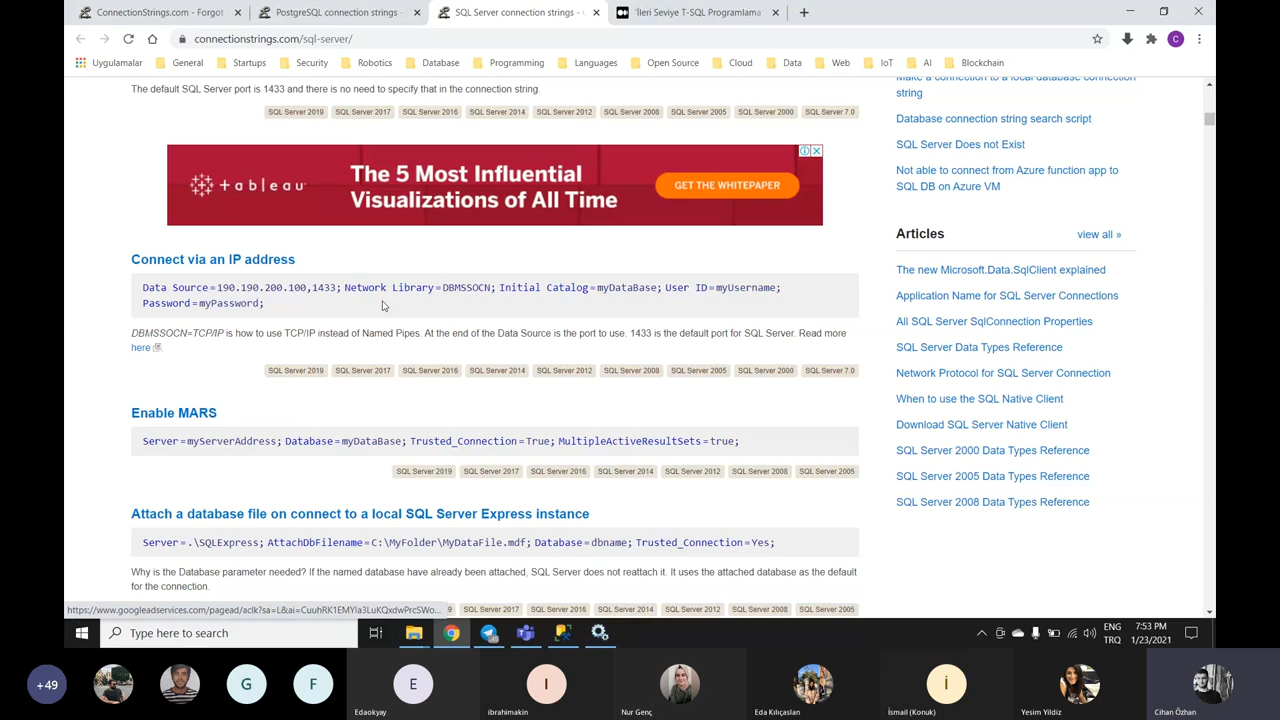 ConnectionStrings.com - Forgot
PostgreSQL connection strings -
SQL Server connection strings -
'İleri Seviye T-SQL Programlama
connectionstrings.com/sql-server/
C
Uygulamalar General Startups Security Robotics Database Programming Languages Open Source Cloud Data Web IoT AI Blockchain
The default SQL Server port is 1433 and there is no need to specify that in the connection string.
SQL Server 2019 SQL Server 2017 SQL Server 2016 SQL Server 2014 SQL Server 2012 SQL Server 2008 SQL Server 2005 SQL Server 2000 SQL Server 7.0
+ a b l e a u
The 5 Most Influential
Visualizations of All Time
GET THE WHITEPAPER
Connect via an IP address
Data Source=190.190.200.100,1433; Network Library=DBMSSOCN; Initial Catalog=myDataBase; User ID=myUsername;
Password=myPassword;
DBMSSOCN=TCP/IP is how to use TCP/IP instead of Named Pipes. At the end of the Data Source is the port to use. 1433 is the default port for SQL Server. Read more
here
SQL Server 2019 SQL Server 2017 SQL Server 2016 SQL Server 2014 SQL Server 2012 SQL Server 2008 SQL Server 2005 SQL Server 2000 SQL Server 7.0
Enable MARS
Server=myServerAddress; Database=myDataBase; Trusted_Connection=True; MultipleActiveResultSets=true;
SQL Server 2019 SQL Server 2017 SQL Server 2016 SQL Server 2014 SQL Server 2012 SQL Server 2008 SQL Server 2005
Attach a database file on connect to a local SQL Server Express instance
Server=.\SQLExpress; AttachDbFilename=C:\MyFolder\MyDataFile.mdf; Database=dbname; Trusted_Connection=Yes;
Why is the Database parameter needed? If the named database have already been attached, SQL Server does not reattach it. It uses the attached database as the default
for the connection.
https://www.googleadservices.com/pagead/aclk?sa=L&ai=CuuhRK1EMYIa3LuKQxdwPrcSWo...
9 SQL Server 2017 SQL Server 2016 SQL Server 2014 SQL Server 2012 SQL Server 2008 SQL Server 2005
Make a connection to a local database connection
string
Database connection string search script
SQL Server Does not Exist
Not able to connect from Azure function app to
SQL DB on Azure VM
Articles
view all »
The new Microsoft.Data.SqlClient explained
Application Name for SQL Server Connections
All SQL Server SqlConnection Properties
SQL Server Data Types Reference
Network Protocol for SQL Server Connection
When to use the SQL Native Client
Download SQL Server Native Client
SQL Server 2000 Data Types Reference
SQL Server 2005 Data Types Reference
SQL Server 2008 Data Types Reference
Type here to search
ENG
TRQ
7:53 PM
1/23/2021
+49
G
F
E
I
İ
Edaokyay
ibrahimakin
Nur Genç
Eda Kılıçaslan
İsmail (Konuk)
Yesim Yildiz
Cihan Özhan